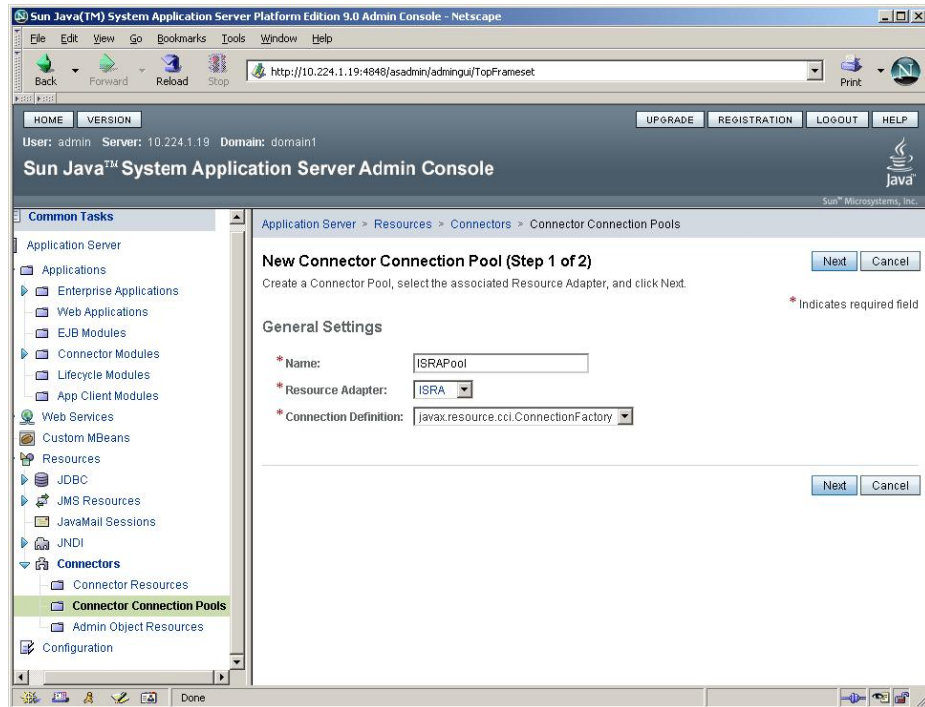 Sun Java(TM) System Application Server Platform Edition 9.0 Admin Console - Netscape
File Edit View Go Bookmarks Tools Window Help
Back Forward Reload Stop http://10.224.1.19:4848/asadmin/admingui/TopFrameset Print N
HOME VERSION UPGRADE REGISTRATION LOGOUT HELP
User: admin Server: 10.224.1.19 Domain: domain1
Sun Java™ System Application Server Admin Console
Java™
Sun™ Microsystems, Inc.
Common Tasks
Application Server
Applications
Enterprise Applications
Web Applications
EJB Modules
Connector Modules
Lifecycle Modules
App Client Modules
Web Services
Custom MBeans
Resources
JDBC
JMS Resources
JavaMail Sessions
JNDI
Connectors
Connector Resources
Connector Connection Pools
Admin Object Resources
Configuration
Application Server > Resources > Connectors > Connector Connection Pools
New Connector Connection Pool (Step 1 of 2) Next Cancel
Create a Connector Pool, select the associated Resource Adapter, and click Next.
* Indicates required field
General Settings
* Name: ISRAPool
* Resource Adapter: ISRA
* Connection Definition: javax.resource.cci.ConnectionFactory
Next Cancel
Done